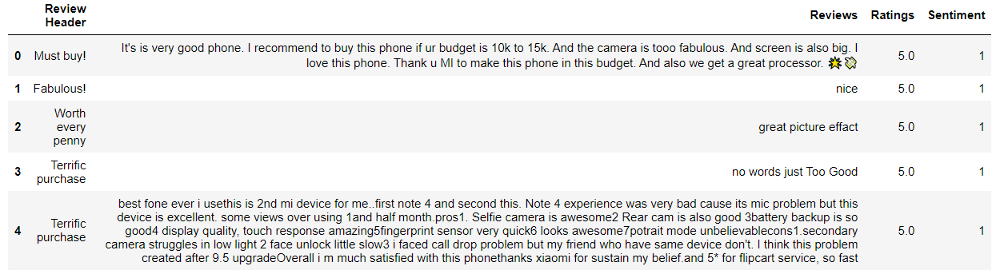 Review Header Reviews Ratings Sentiment
0 Must buy! It's is very good phone. I recommend to buy this phone if ur budget is 10k to 15k. And the camera is tooo fabulous. And screen is also big. I
love this phone. Thank u MI to make this phone in this budget. And also we get a great processor. 5.0 1
1 Fabulous! nice 5.0 1
2 Worth every penny great picture effact 5.0 1
3 Terrific purchase no words just Too Good 5.0 1
4 Terrific purchase best fone ever i usethis is 2nd mi device for me..first note 4 and second this. Note 4 experience was very bad cause its mic problem but this
device is excellent. some views over using 1and half month.pros1. Selfie camera is awesome2 Rear cam is also good 3battery backup is so
good4 display quality, touch response amazing5fingerprint sensor very quick6 looks awesome7potrait mode unbelievablecons1.secondary
camera struggles in low light 2 face unlock little slow3 i faced call drop problem but my friend who have same device don't. I think this problem
created after 9.5 upgradeOverall i m much satisfied with this phonethanks xiaomi for sustain my belief.and 5* for flipcart service, so fast 5.0 1